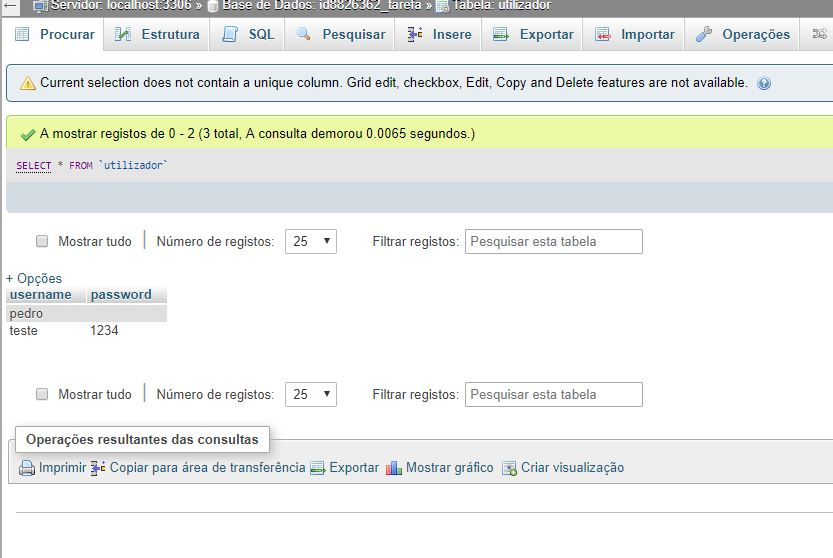 Servidor: localhost:3306 » Base de Dados: id8826362_tarefa » Tabela: utilizador
Procurar Estrutura SQL Pesquisar Insere Exportar Importar Operações
Current selection does not contain a unique column. Grid edit, checkbox, Edit, Copy and Delete features are not available.
A mostrar registos de 0 - 2 (3 total, A consulta demorou 0.0065 segundos.)
SELECT * FROM `utilizador`
Mostrar tudo Número de registos: 25 Filtrar registos: Pesquisar esta tabela
+ Opções
username password
pedro
teste 1234
Mostrar tudo Número de registos: 25 Filtrar registos: Pesquisar esta tabela
Operações resultantes das consultas
Imprimir Copiar para área de transferência Exportar Mostrar gráfico Criar visualização